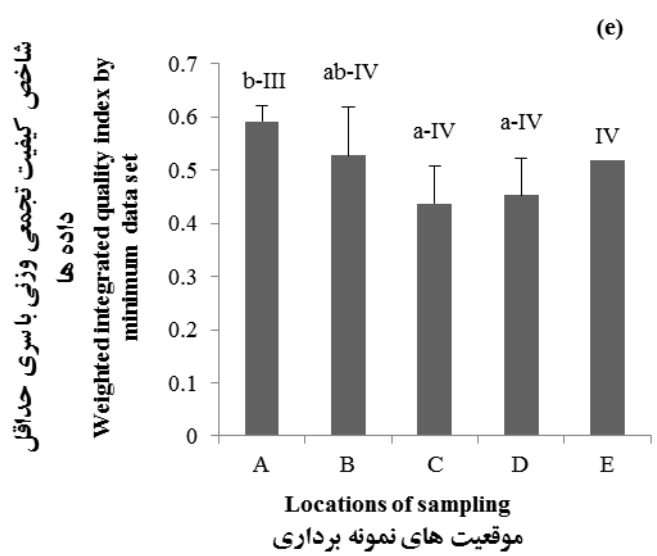 (e)
شاخص کیفیت تجمعی وزنی با سری حداقل
داده ها
Weighted integrated quality index by
minimum data set
0.7
0.6
0.5
0.4
0.3
0.2
0.1
0
b-III
ab-IV
a-IV
a-IV
IV
A B C D E
Locations of sampling
موقعیت های نمونه برداری